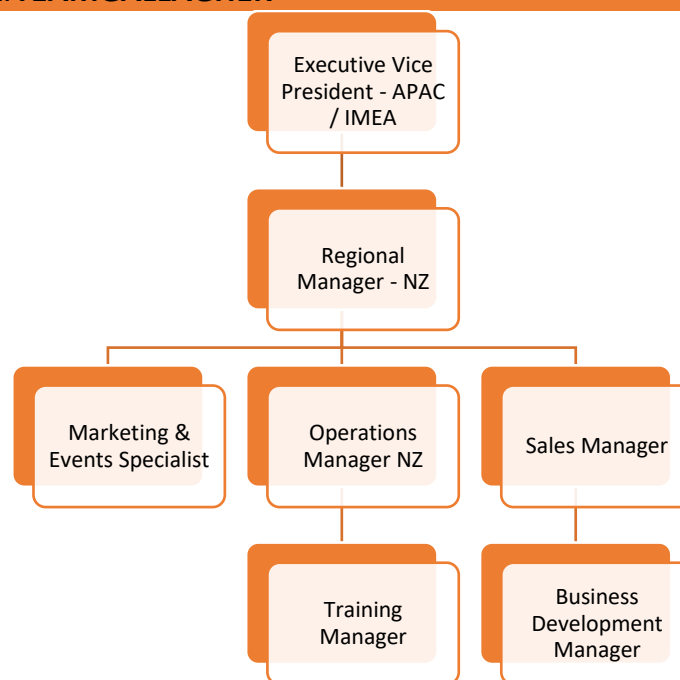 Executive Vice
President - APAC
/ IMEA
Regional
Manager - NZ
Marketing &
Events Specialist
Operations
Manager NZ
Sales Manager
Training
Manager
Business
Development
Manager